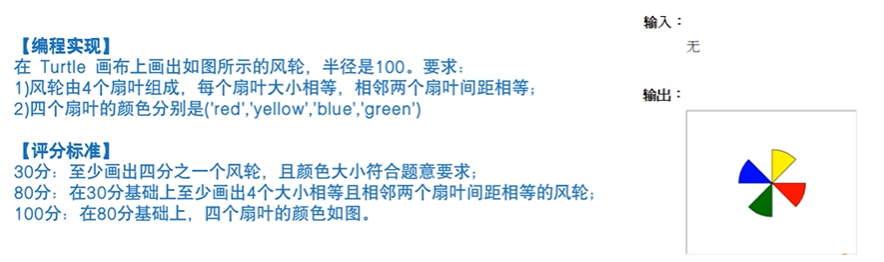 【编程实现】
在 Turtle 画布上画出如图所示的风轮，半径是100。要求：
1)风轮由4个扇叶组成，每个扇叶大小相等，相邻两个扇叶间距相等；
2)四个扇叶的颜色分别是('red','yellow','blue','green')
【评分标准】
30分：至少画出四分之一个风轮，且颜色大小符合题意要求；
80分：在30分基础上至少画出4个大小相等且相邻两个扇叶间距相等的风轮；
100分：在80分基础上，四个扇叶的颜色如图。
输入：
无
输出：